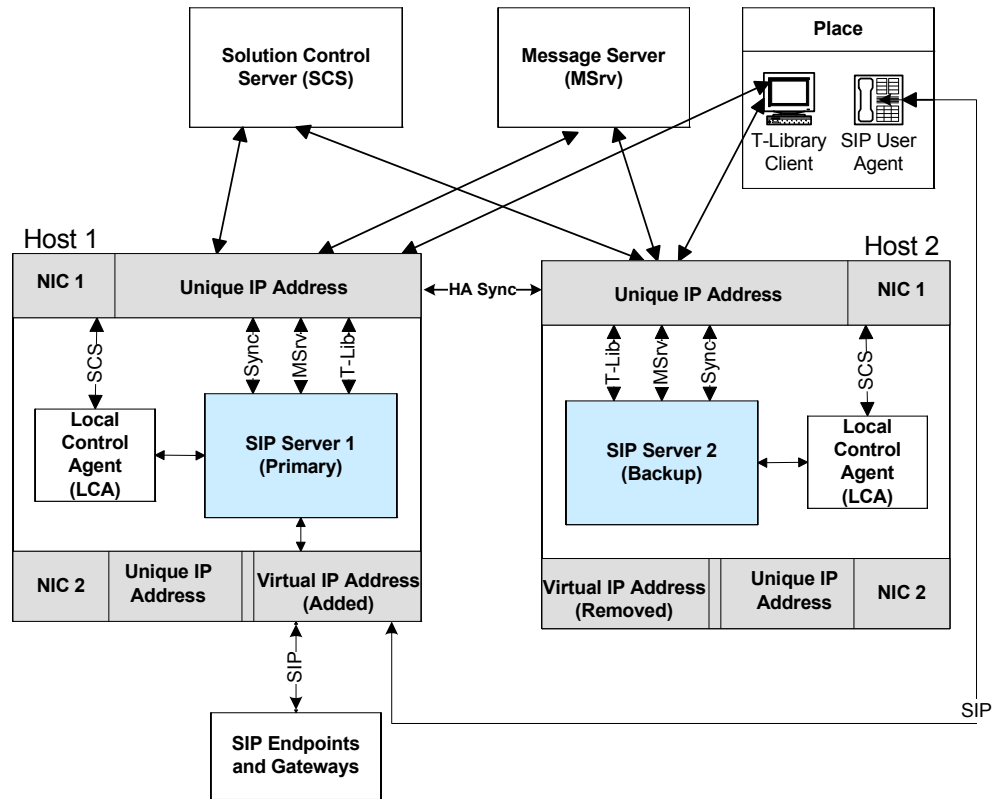 Solution Control
Server (SCS)
Message Server
(MSrv)
Place
T-Library
Client
SIP User
Agent
Host 1
NIC 1
Unique IP Address
HA Sync
Host 2
Unique IP Address
NIC 1
SCS
Sync
MSrv
T-Lib
T-Lib
MSrv
Sync
SCS
Local
Control
Agent
(LCA)
SIP Server 1
(Primary)
SIP Server 2
(Backup)
Local
Control
Agent
(LCA)
NIC 2
Unique IP
Address
Virtual IP Address
(Added)
Virtual IP Address
(Removed)
Unique IP
Address
NIC 2
SIP
SIP
SIP Endpoints
and Gateways